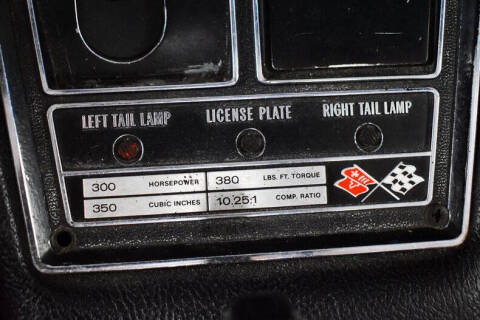 LEFT TAIL LAMP LICENSE PLATE RIGHT TAIL LAMP
300 HORSEPOWER 380 LBS. FT. TORQUE
350 CUBIC INCHES 10.25:1 COMP. RATIO